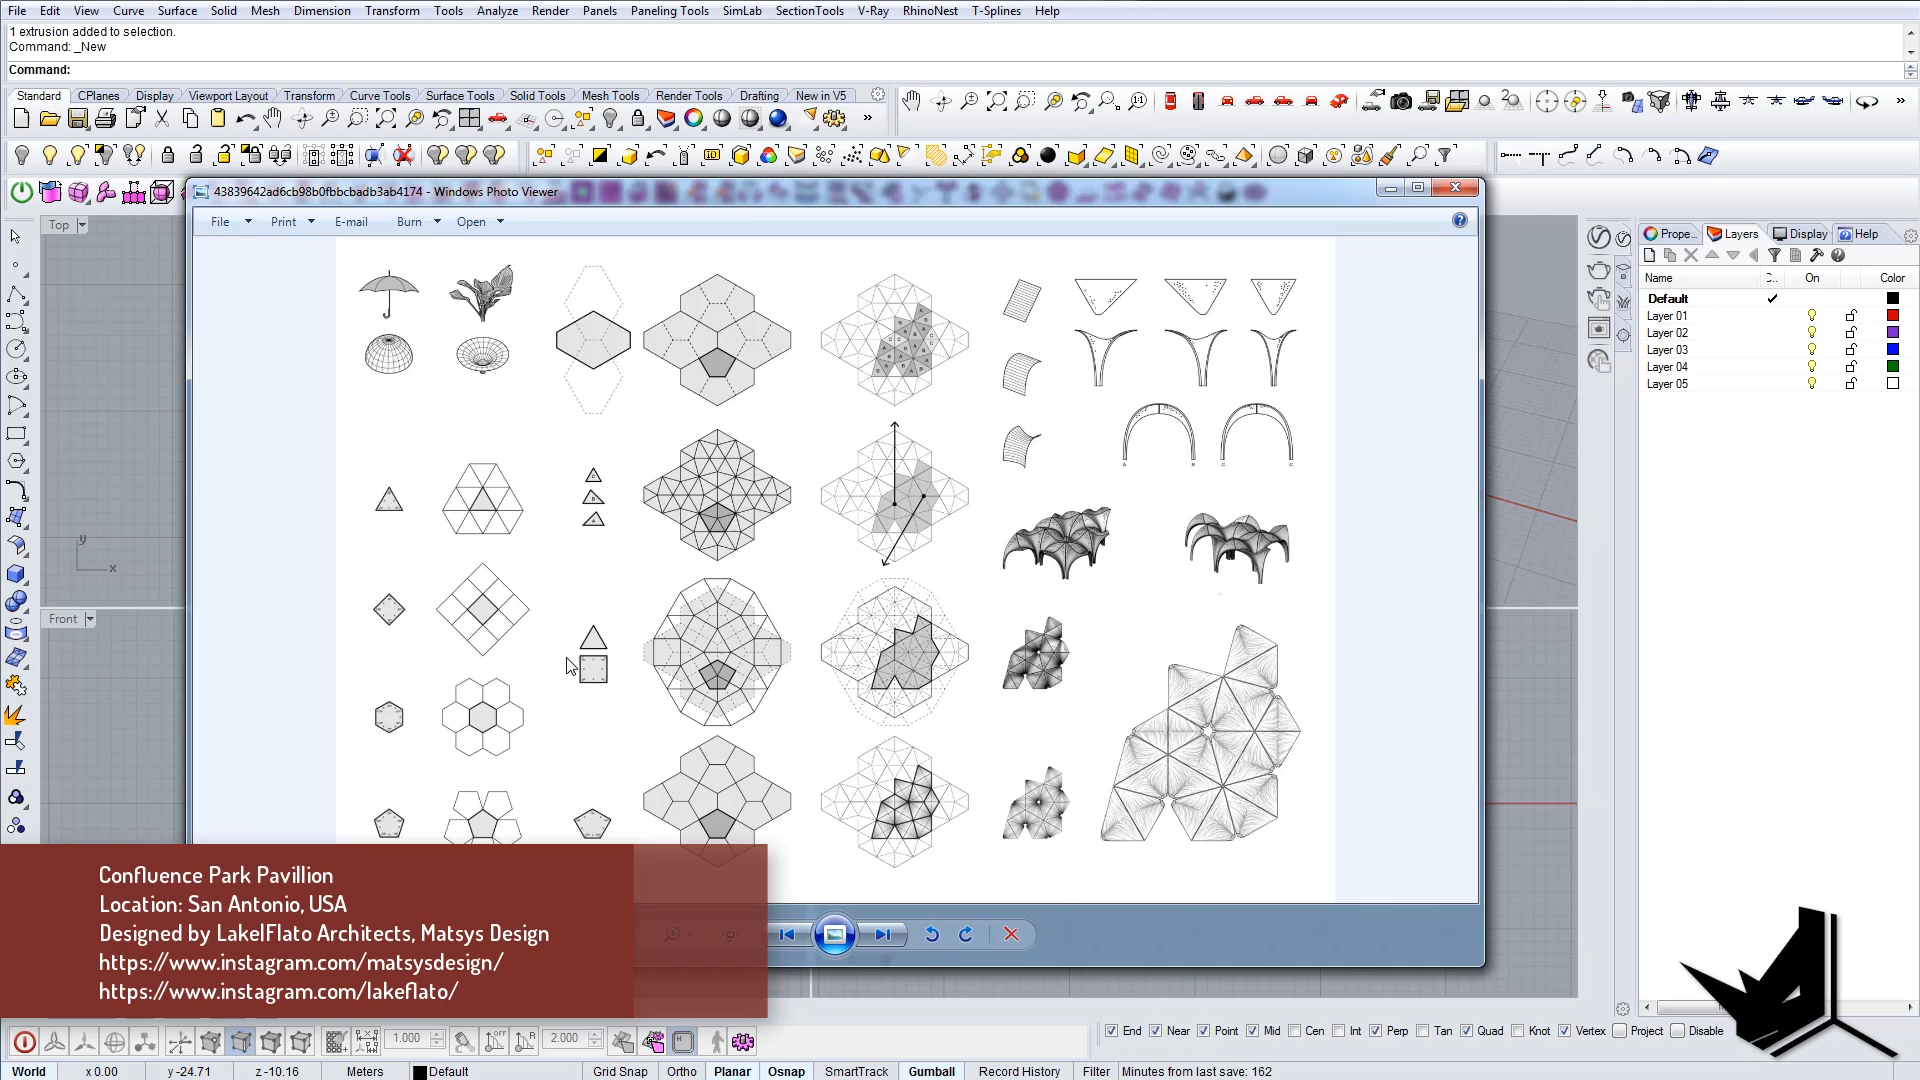 File Edit View Curve Surface Solid Mesh Dimension Transform Tools Analyze Render Panels Paneling Tools SimLab SectionTools V-Ray RhinoNest T-Splines Help
1 extrusion added to selection.
Command: _New
Command:
Standard CPlanes Display Viewport Layout Transform Curve Tools Surface Tools Solid Tools Mesh Tools Render Tools Drafting New in V5
43839642ad6cb98b0fbbcbadb3ab4174 - Windows Photo Viewer
File Print E-mail Burn Open
Top
y
x
Front
Prope... Layers Display Help
Name On Color
Default
Layer 01
Layer 02
Layer 03
Layer 04
Layer 05
Confluence Park Pavillion
Location: San Antonio, USA
Designed by Lake|Flato Architects, Matsys Design
https://www.instagram.com/matsysdesign/
https://www.instagram.com/lakeflato/
1.000 2.000
End Near Point Mid Cen Int Perp Tan Quad Knot Vertex Project Disable
World x 0.00 y -24.71 z -10.16 Meters Default Grid Snap Ortho Planar Osnap SmartTrack Gumball Record History Filter Minutes from last save: 162